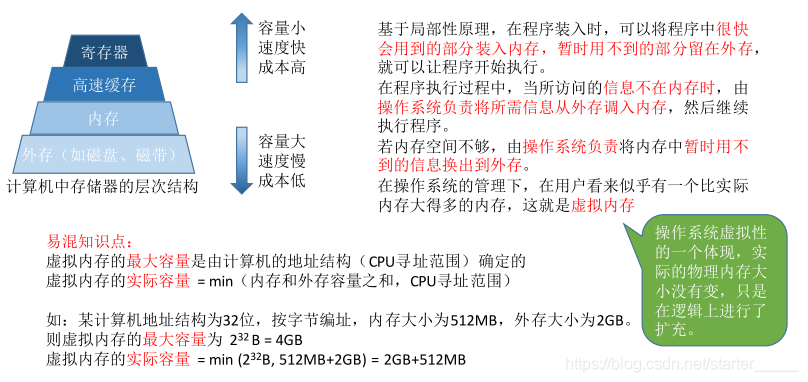 寄存器
高速缓存
内存
外存（如磁盘、磁带）
计算机中存储器的层次结构
容量小
速度快
成本高
容量大
速度慢
成本低
基于局部性原理，在程序装入时，可以将程序中很快
会用到的部分装入内存，暂时用不到的部分留在外存，
就可以让程序开始执行。
在程序执行过程中，当所访问的信息不在内存时，由
操作系统负责将所需信息从外存调入内存，然后继续
执行程序。
若内存空间不够，由操作系统负责将内存中暂时用不
到的信息换出到外存。
在操作系统的管理下，在用户看来似乎有一个比实际
内存大得多的内存，这就是虚拟内存
操作系统虚拟性
的一个体现，实
际的物理内存大
小没有变，只是
在逻辑上进行了
扩充。
易混知识点：
虚拟内存的最大容量是由计算机的地址结构（CPU寻址范围）确定的
虚拟内存的实际容量 = min（内存和外存容量之和，CPU寻址范围）
如：某计算机地址结构为32位，按字节编址，内存大小为512MB，外存大小为2GB。
则虚拟内存的最大容量为 2³² B = 4GB
虚拟内存的实际容量 = min (2³²B, 512MB+2GB) = 2GB+512MB
https://blog.csdn.net/starter_____